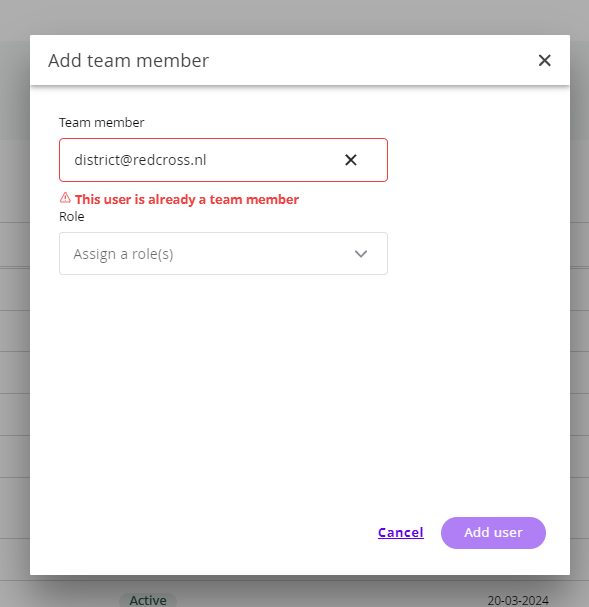 Add team member
Team member
district@redcross.nl
This user is already a team member
Role
Assign a role(s)
Cancel
Add user
Active
20-03-2024